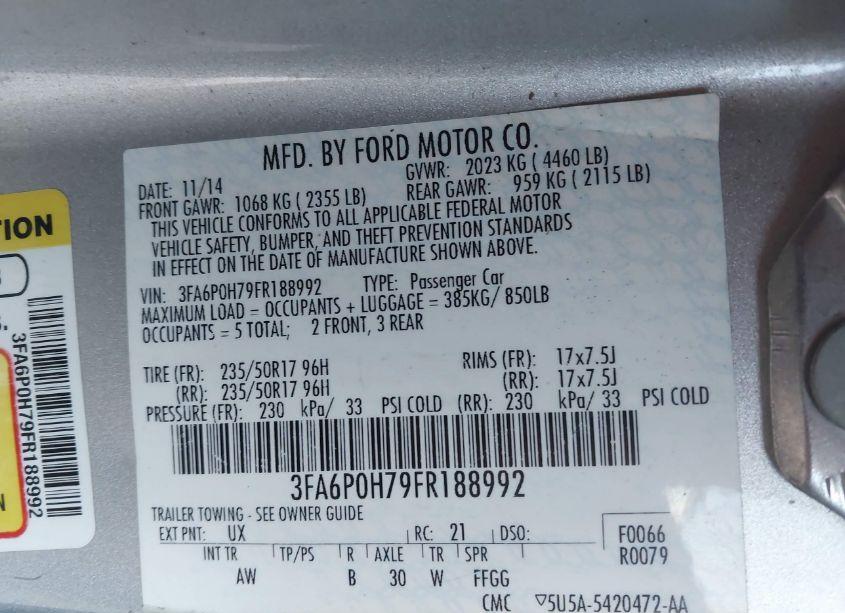 MFD. BY FORD MOTOR CO.
DATE: 11/14 GVWR: 2023 KG ( 4460 LB)
FRONT GAWR: 1068 KG ( 2355 LB) REAR GAWR: 959 KG ( 2115 LB)
THIS VEHICLE CONFORMS TO ALL APPLICABLE FEDERAL MOTOR
VEHICLE SAFETY, BUMPER, AND THEFT PREVENTION STANDARDS
IN EFFECT ON THE DATE OF MANUFACTURE SHOWN ABOVE.
VIN: 3FA6P0H79FR188992 TYPE: Passenger Car
MAXIMUM LOAD = OCCUPANTS + LUGGAGE = 385KG/ 850LB
OCCUPANTS = 5 TOTAL; 2 FRONT, 3 REAR
TIRE (FR): 235/50R17 96H RIMS (FR): 17x7.5J
(RR): 235/50R17 96H (RR): 17x7.5J
PRESSURE (FR): 230 kPa/ 33 PSI COLD (RR): 230 kPa/ 33 PSI COLD
3FA6P0H79FR188992
TRAILER TOWING - SEE OWNER GUIDE
EXT PNT: UX RC: 21 DSO: F0066
INT TR TP/PS R AXLE TR SPR R0079
AW B 30 W FFGG
CMC 5U5A-5420472-AA
TION
3FA6P0H79FR188992
N